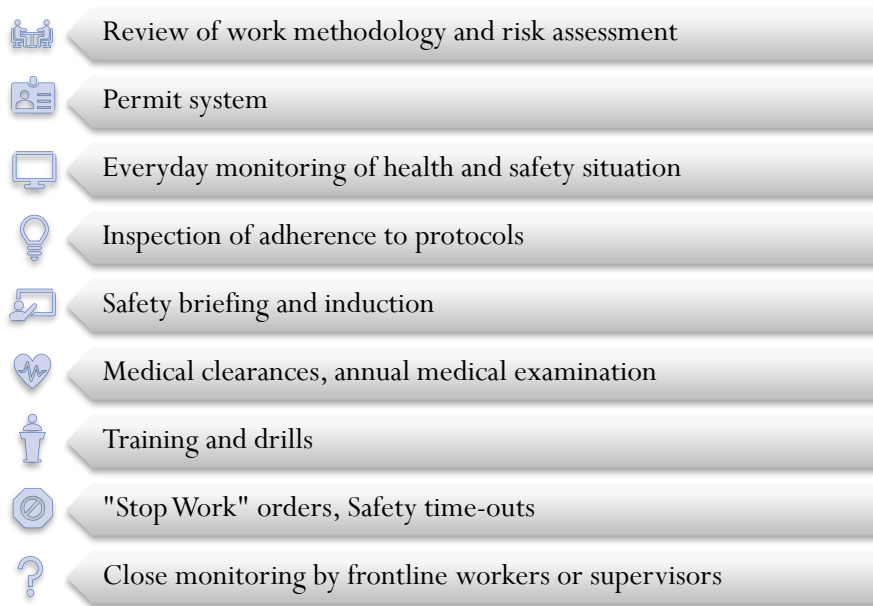 Review of work methodology and risk assessment
Permit system
Everyday monitoring of health and safety situation
Inspection of adherence to protocols
Safety briefing and induction
Medical clearances, annual medical examination
Training and drills
"Stop Work" orders, Safety time-outs
Close monitoring by frontline workers or supervisors